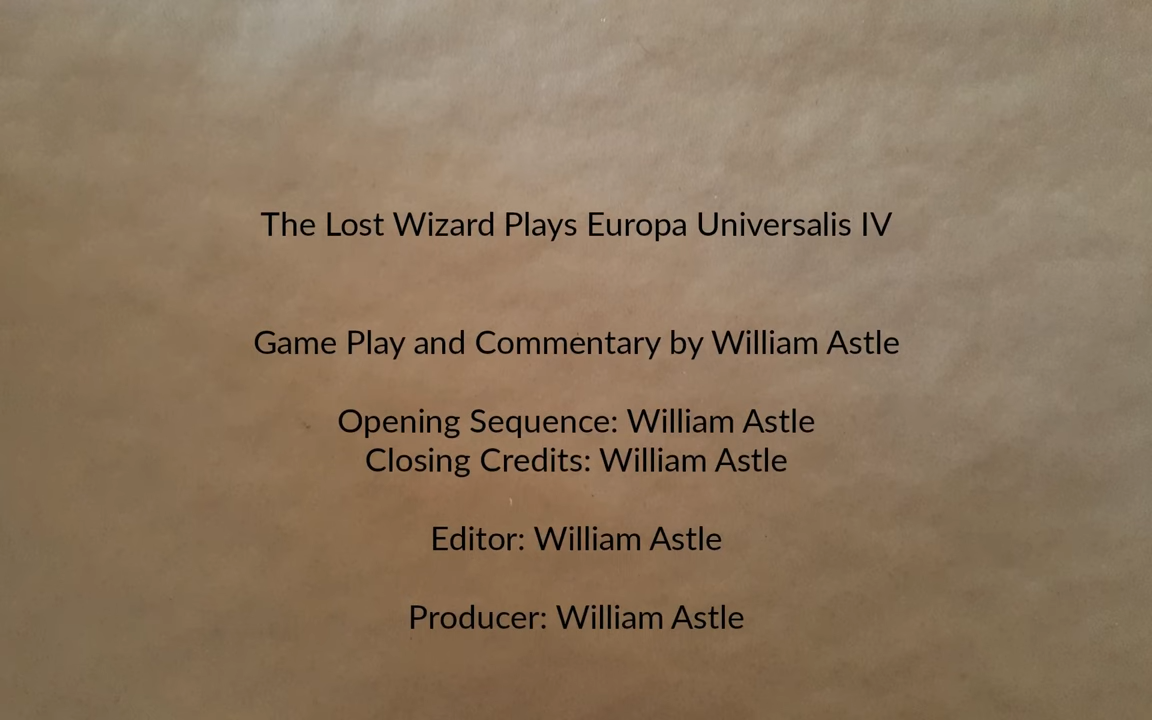 The Lost Wizard Plays Europa Universalis IV
Game Play and Commentary by William Astle
Opening Sequence: William Astle
Closing Credits: William Astle
Editor: William Astle
Producer: William Astle